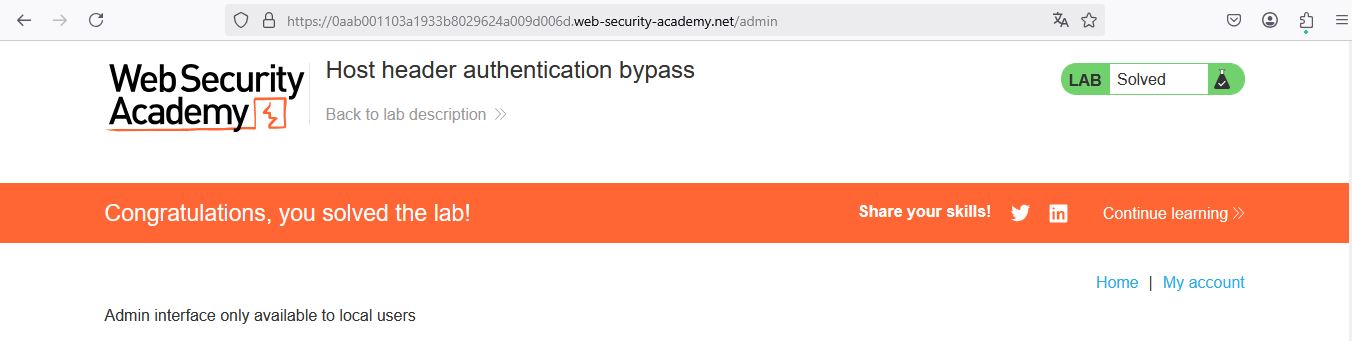 https://0aab001103a1933b8029624a009d006d.web-security-academy.net/admin
Web Security
Academy
Host header authentication bypass
Back to lab description
LAB Solved
Congratulations, you solved the lab!
Share your skills!
Continue learning
Home | My account
Admin interface only available to local users